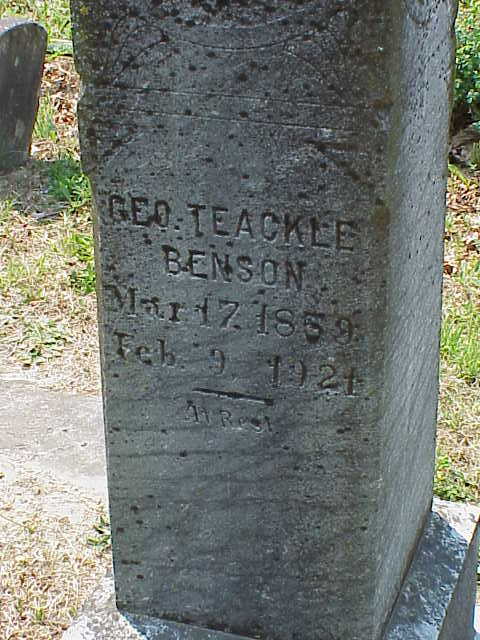 GEO. TEACKLE
BENSON
Mar 17. 1859.
Feb. 9 1921
At Rest